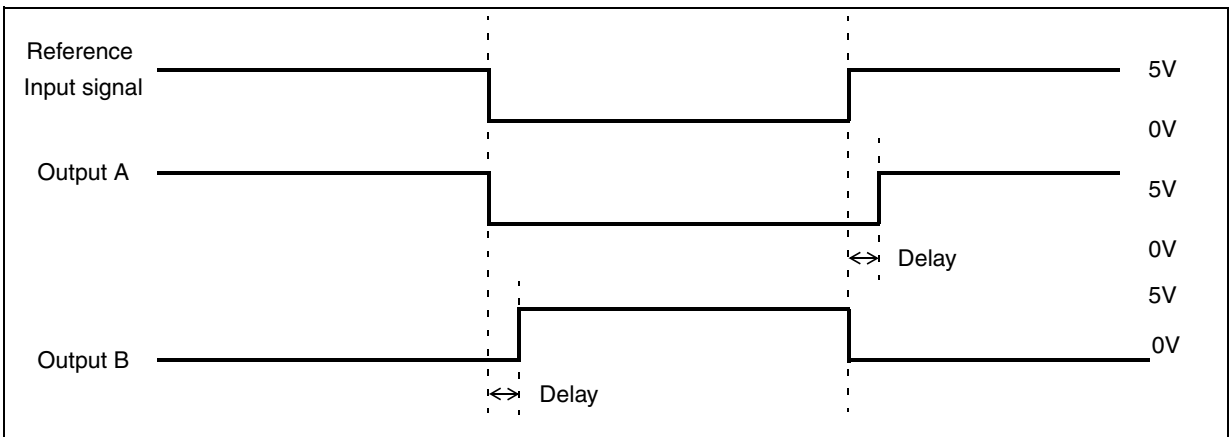 Reference
Input signal
5V
0V
Output A
5V
0V
Delay
5V
Output B
0V
Delay